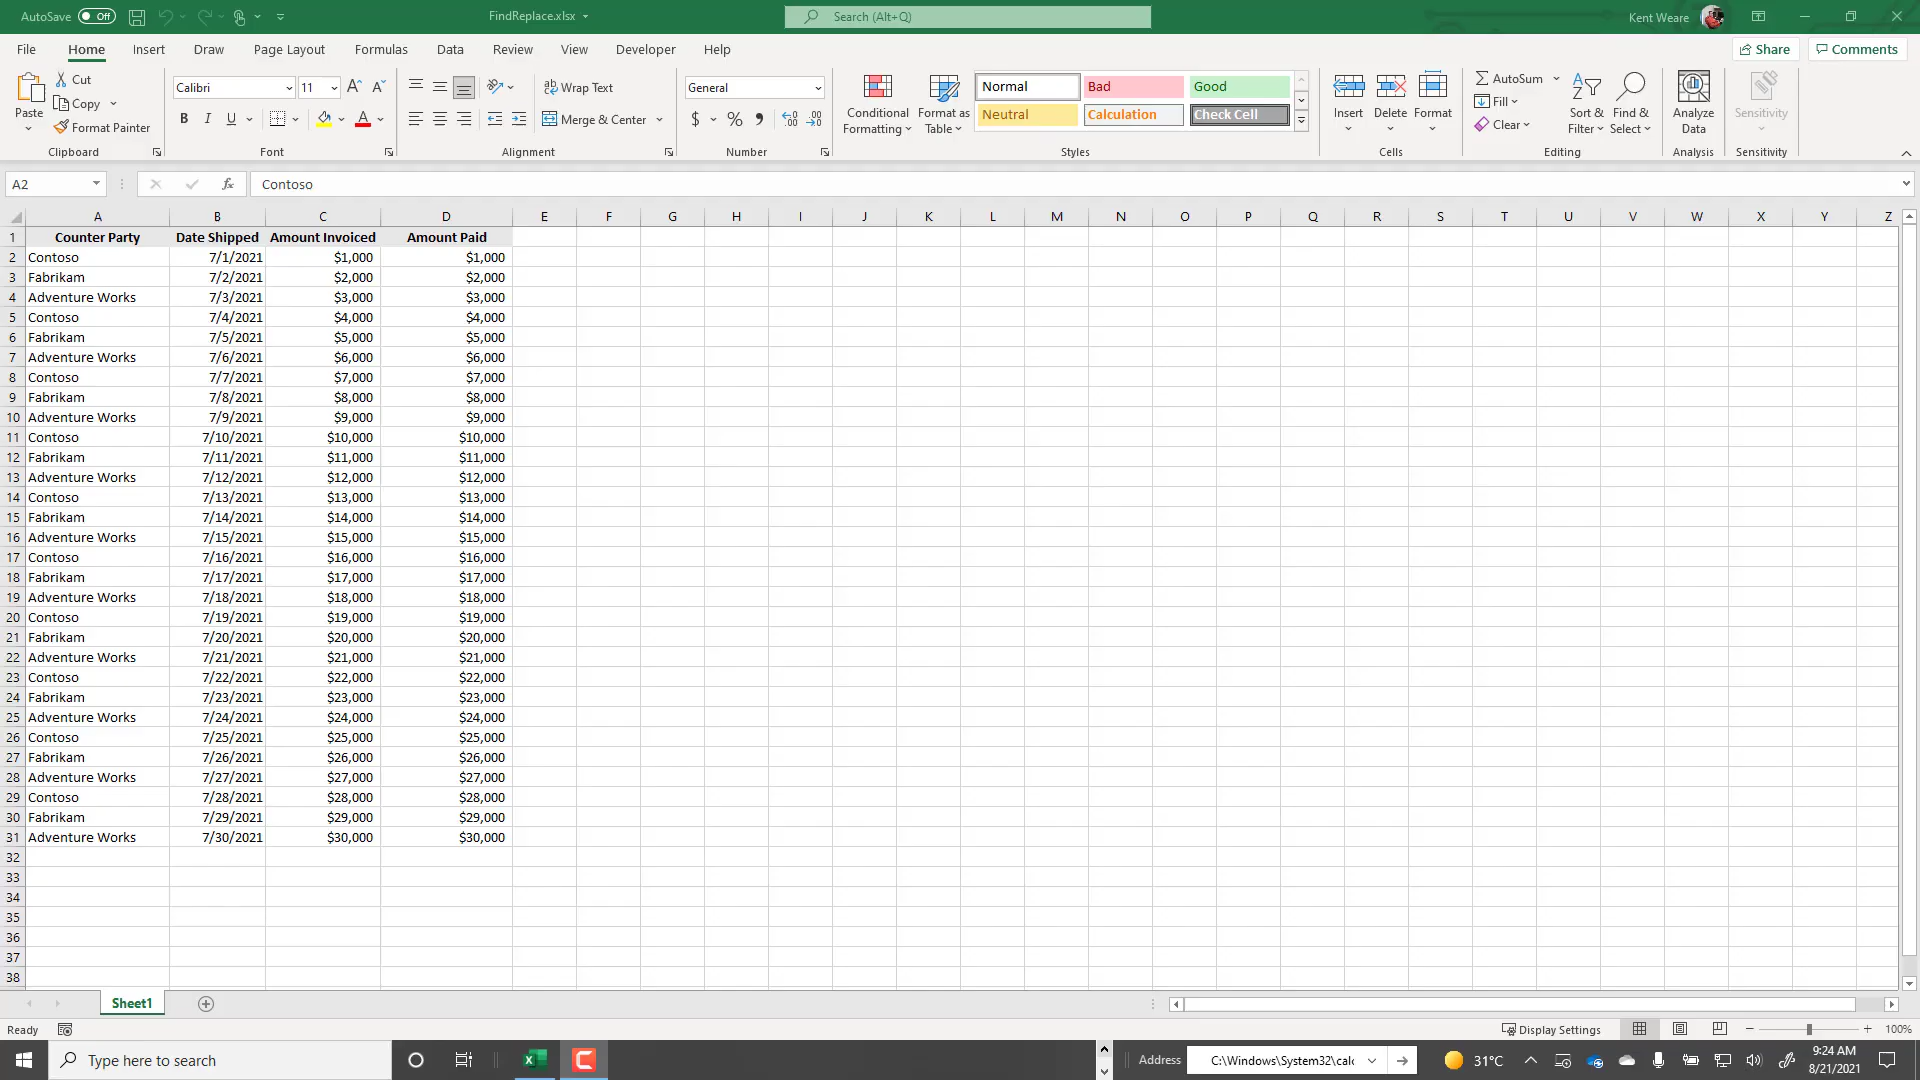 AutoSave Off FindReplace.xlsx Search (Alt+Q) Kent Weare
File Home Insert Draw Page Layout Formulas Data Review View Developer Help Share Comments
Paste Cut Copy Format Painter Clipboard
Calibri 11 B I U A A A Font
ab Wrap Text Merge & Center Alignment
General $ % 9 Number
Conditional Formatting Format as Table Normal Bad Good Neutral Calculation Check Cell Styles
Insert Delete Format Cells
AutoSum Fill Clear Sort & Filter Find & Select Editing
Analyze Data Analysis Sensitivity Sensitivity
A2 fx Contoso
A B C D E F G H I J K L M N O P Q R S T U V W X Y Z
1 Counter Party Date Shipped Amount Invoiced Amount Paid
2 Contoso 7/1/2021 $1,000 $1,000
3 Fabrikam 7/2/2021 $2,000 $2,000
4 Adventure Works 7/3/2021 $3,000 $3,000
5 Contoso 7/4/2021 $4,000 $4,000
6 Fabrikam 7/5/2021 $5,000 $5,000
7 Adventure Works 7/6/2021 $6,000 $6,000
8 Contoso 7/7/2021 $7,000 $7,000
9 Fabrikam 7/8/2021 $8,000 $8,000
10 Adventure Works 7/9/2021 $9,000 $9,000
11 Contoso 7/10/2021 $10,000 $10,000
12 Fabrikam 7/11/2021 $11,000 $11,000
13 Adventure Works 7/12/2021 $12,000 $12,000
14 Contoso 7/13/2021 $13,000 $13,000
15 Fabrikam 7/14/2021 $14,000 $14,000
16 Adventure Works 7/15/2021 $15,000 $15,000
17 Contoso 7/16/2021 $16,000 $16,000
18 Fabrikam 7/17/2021 $17,000 $17,000
19 Adventure Works 7/18/2021 $18,000 $18,000
20 Contoso 7/19/2021 $19,000 $19,000
21 Fabrikam 7/20/2021 $20,000 $20,000
22 Adventure Works 7/21/2021 $21,000 $21,000
23 Contoso 7/22/2021 $22,000 $22,000
24 Fabrikam 7/23/2021 $23,000 $23,000
25 Adventure Works 7/24/2021 $24,000 $24,000
26 Contoso 7/25/2021 $25,000 $25,000
27 Fabrikam 7/26/2021 $26,000 $26,000
28 Adventure Works 7/27/2021 $27,000 $27,000
29 Contoso 7/28/2021 $28,000 $28,000
30 Fabrikam 7/29/2021 $29,000 $29,000
31 Adventure Works 7/30/2021 $30,000 $30,000
32
33
34
35
36
37
38
Sheet1
Ready Display Settings 100%
Type here to search Address C:\Windows\System32\calc 31°C 9:24 AM
8/21/2021